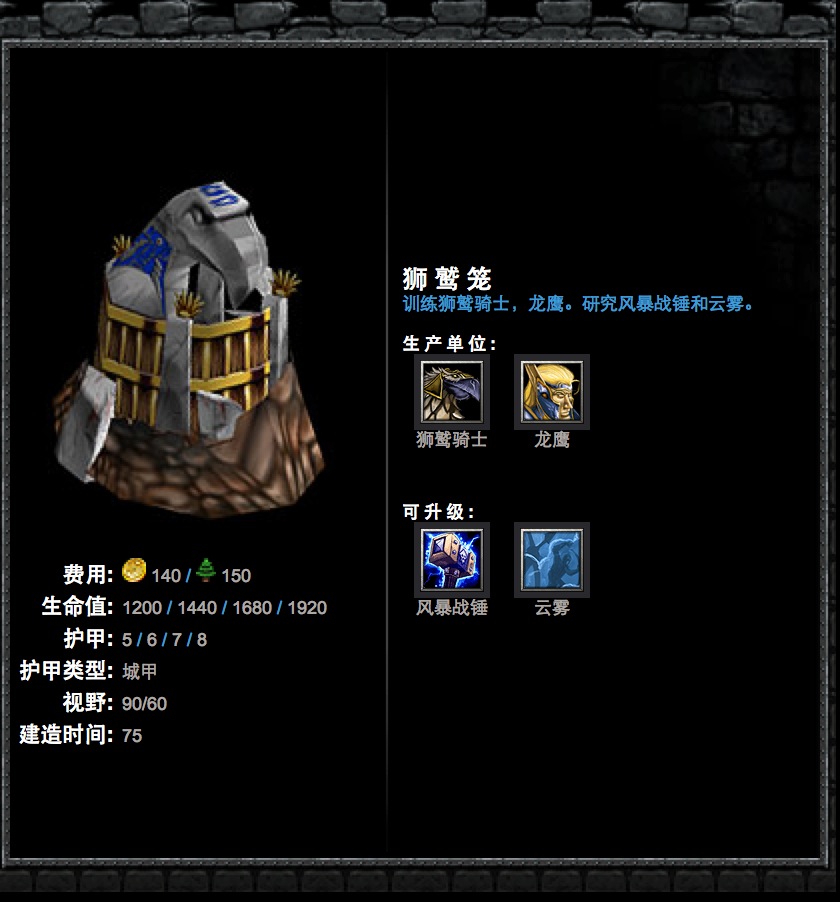 狮鹫笼
训练狮鹫骑士，龙鹰。研究风暴战锤和云雾。
生产单位:
狮鹫骑士 龙鹰
可升级:
风暴战锤 云雾
费用: 140 / 150
生命值: 1200 / 1440 / 1680 / 1920
护甲: 5 / 6 / 7 / 8
护甲类型: 城甲
视野: 90/60
建造时间: 75